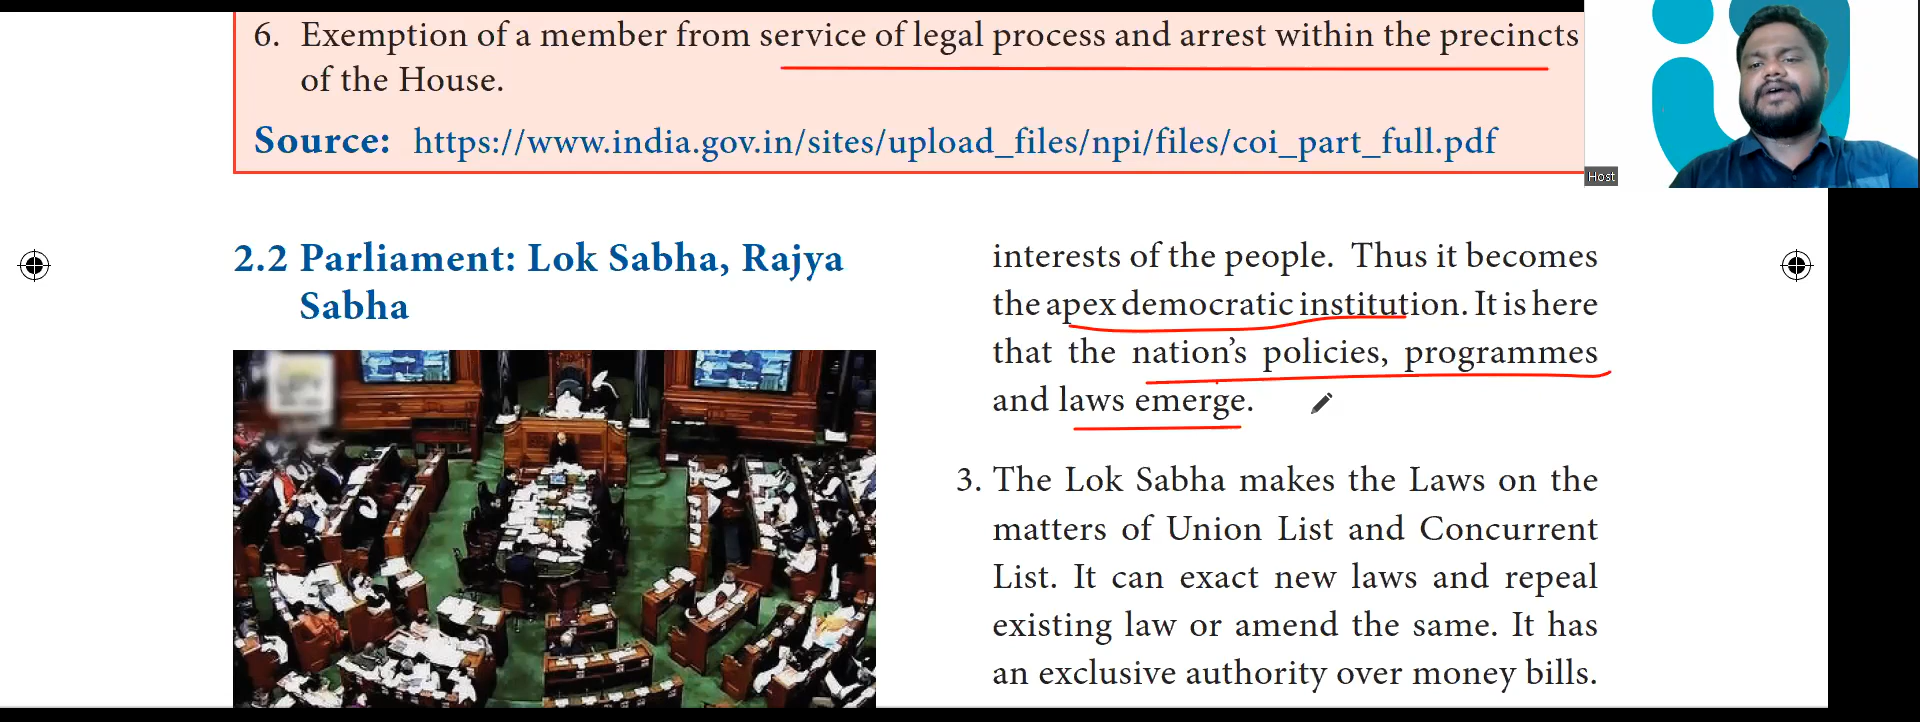 6. Exemption of a member from service of legal process and arrest within the precincts
of the House.
Source: https://www.india.gov.in/sites/upload_files/npi/files/coi_part_full.pdf
Host
2.2 Parliament: Lok Sabha, Rajya
Sabha
interests of the people. Thus it becomes
the apex democratic institution. It is here
that the nation’s policies, programmes
and laws emerge.
3. The Lok Sabha makes the Laws on the
matters of Union List and Concurrent
List. It can exact new laws and repeal
existing law or amend the same. It has
an exclusive authority over money bills.